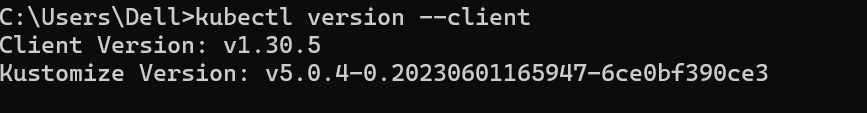 C:\Users\Dell>kubectl version --client
Client Version: v1.30.5
Kustomize Version: v5.0.4-0.20230601165947-6ce0bf390ce3